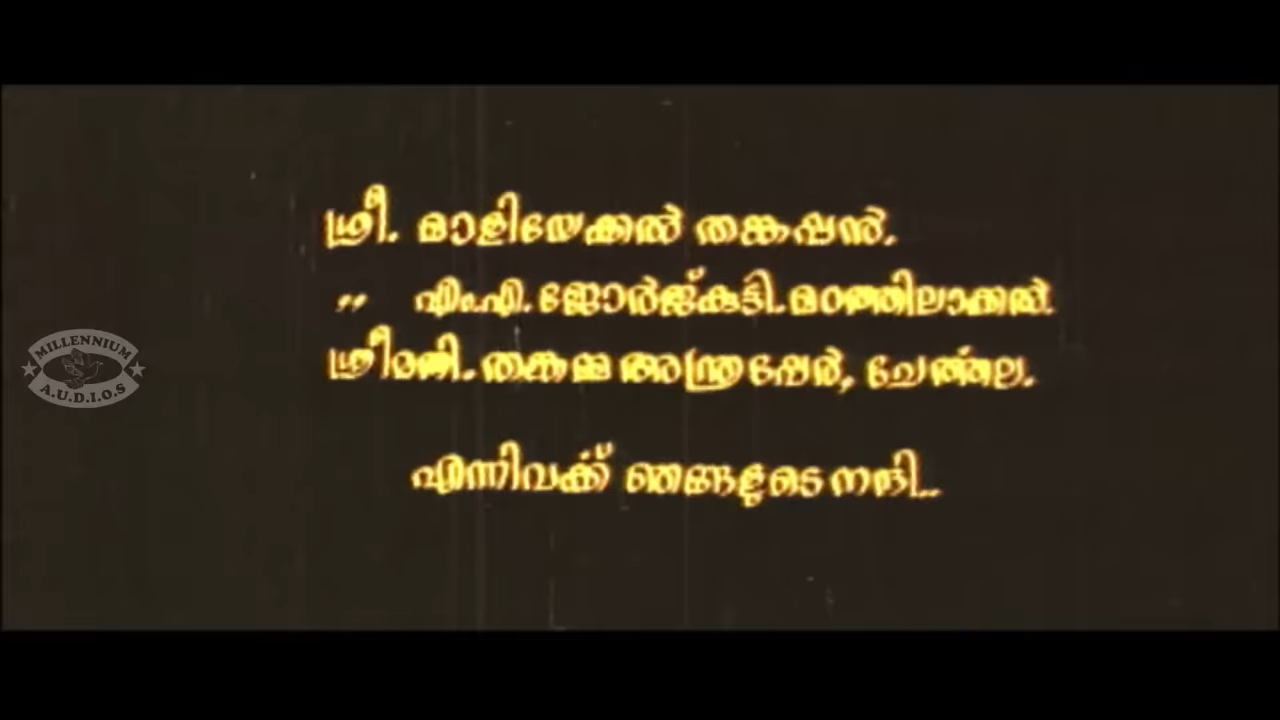 ശ്രീ. മാളിയേക്കൽ തങ്കപ്പൻ.
,, എം.എ. ജോർജ്കുട്ടി. മഠത്തിലാക്കൽ.
ശ്രീമതി. തങ്കമ്മ അന്ത്രപ്പേർ, ചേർത്തല.
എന്നിവർക്ക് ഞങ്ങളുടെ നന്ദി..
MILLENNIUM
A.U.D.I.O.S